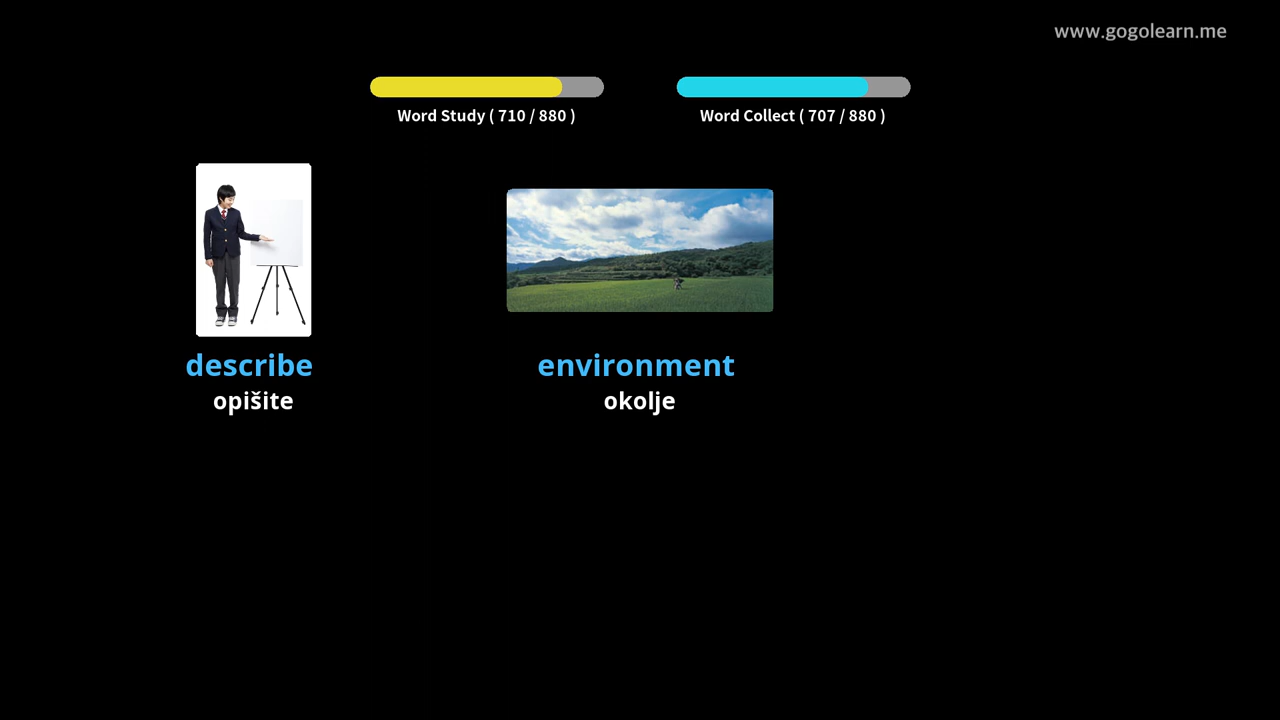 www.gogolearn.me
Word Study ( 710 / 880 )
Word Collect ( 707 / 880 )
describe
opišite
environment
okolje